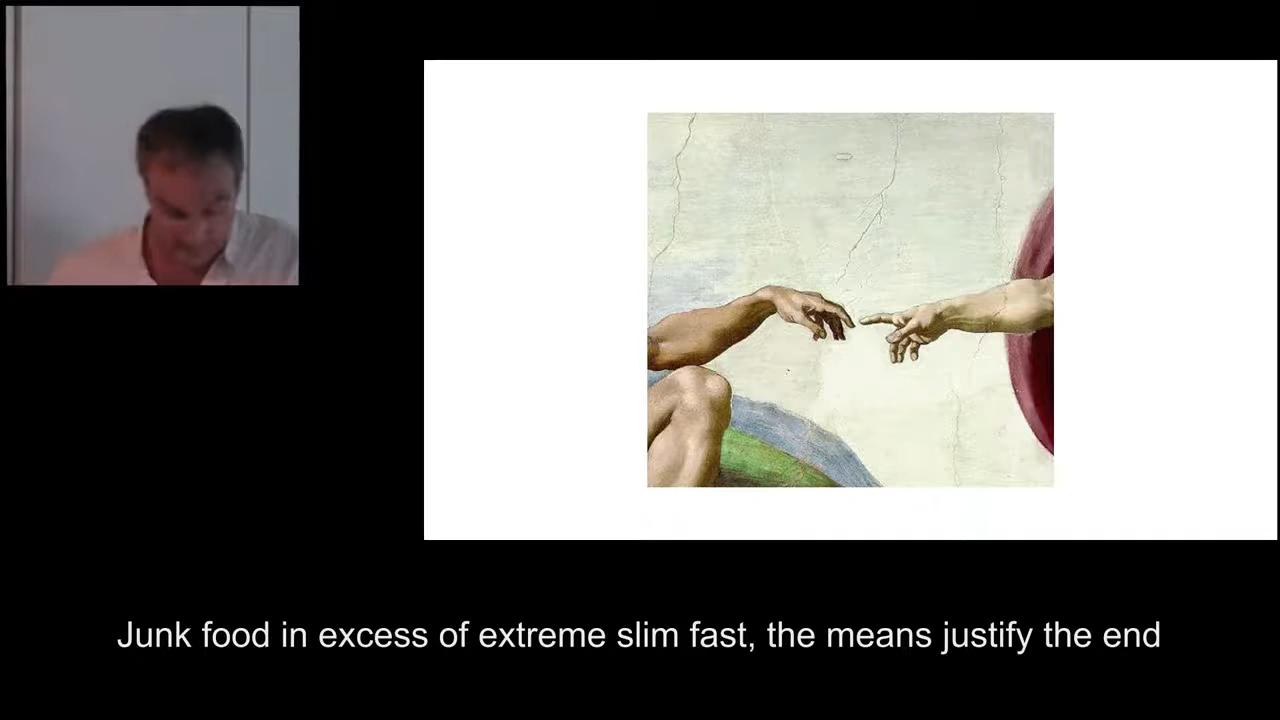 Junk food in excess of extreme slim fast, the means justify the end